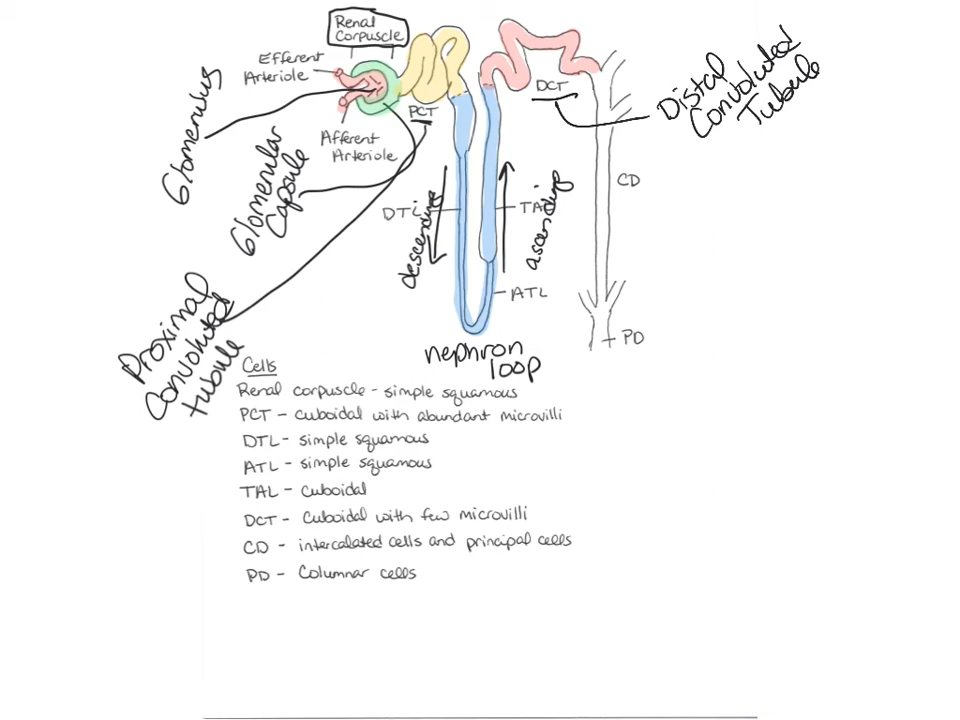 Renal
Corpuscle
Efferent
Arteriole
Glomerulus
Afferent
Arteriole
PCT
DCT
Distal
Convoluted
Tubule
Glomerular
Capsule
CD
DTL
descending
TAL
ascending
ATL
PD
Proximal
Convoluted
tubule
nephron
loop
Cells
Renal corpuscle - simple squamous
PCT - cuboidal with abundant microvilli
DTL - simple squamous
ATL - simple squamous
TAL - cuboidal
DCT - cuboidal with few microvilli
CD - intercalated cells and principal cells
PD - Columnar cells